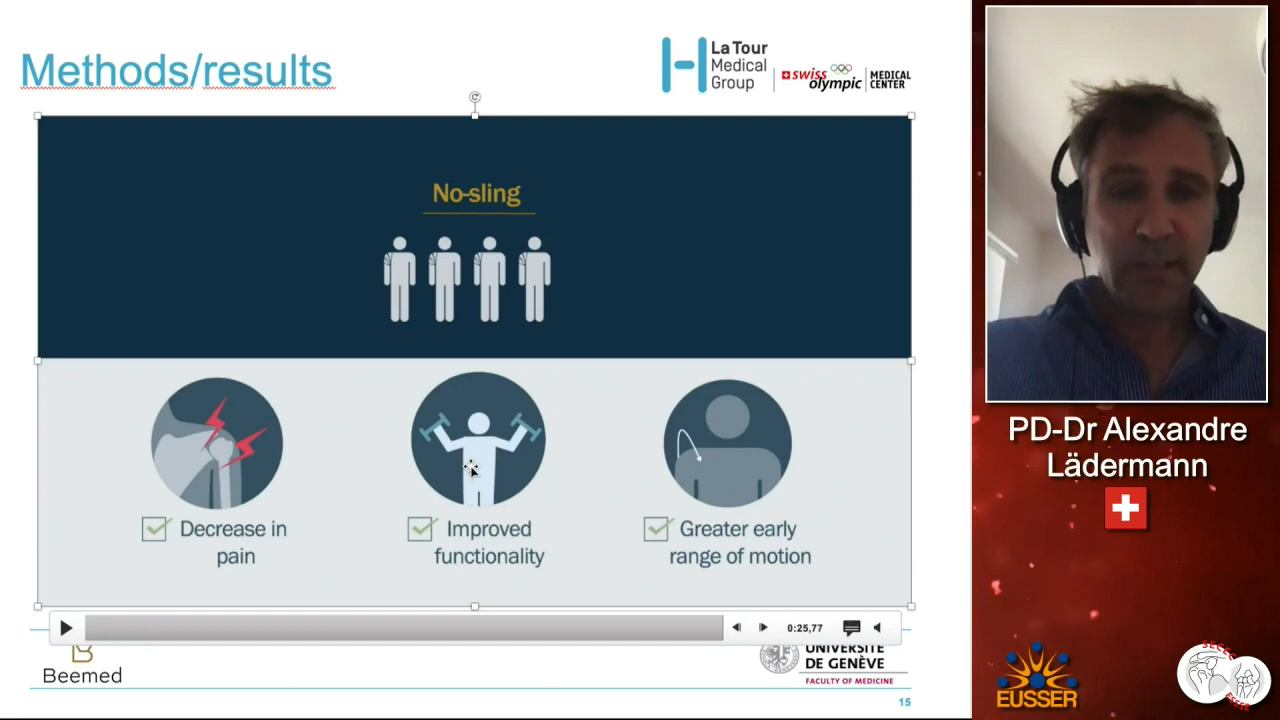 Methods/results
La Tour
Medical
Group
swiss
olympic
MEDICAL
CENTER
No-sling
Decrease in
pain
Improved
functionality
Greater early
range of motion
0:25,77
Beemed
UNIVERSITÉ
DE GENÈVE
FACULTY OF MEDICINE
15
PD-Dr Alexandre
Lädermann
EUSSER
SECEC
ESSSE